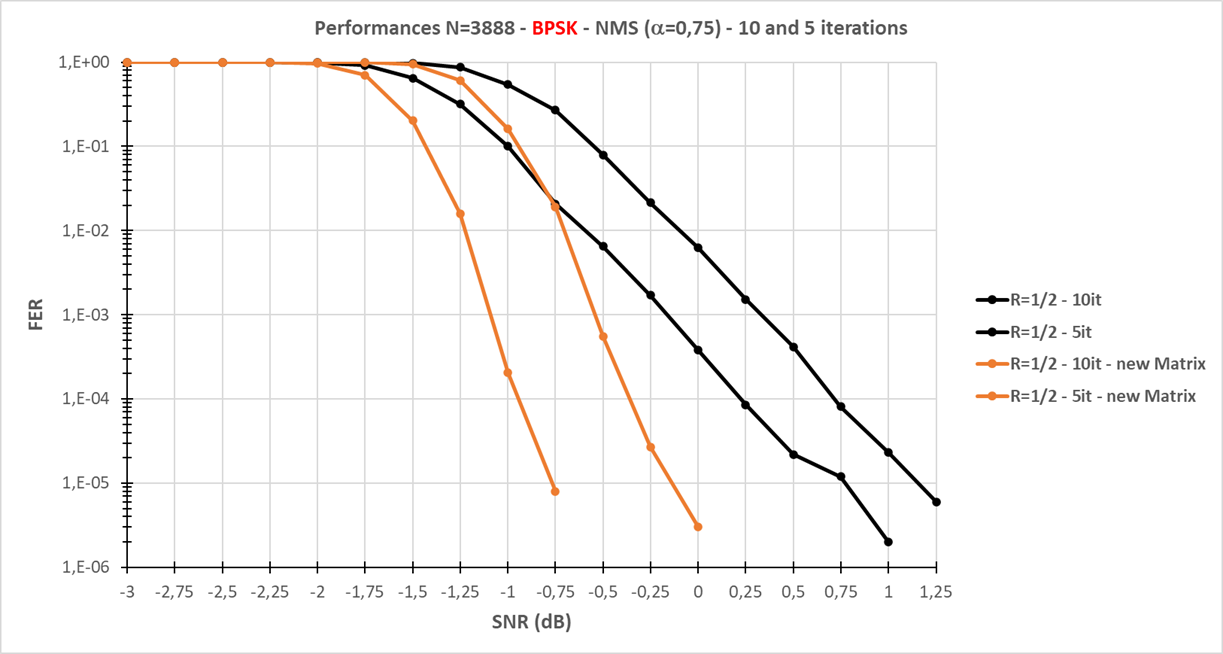 Performances N=3888 - BPSK - NMS (α=0,75) - 10 and 5 iterations
1,E+00
1,E-01
1,E-02
1,E-03
1,E-04
1,E-05
1,E-06
FER
-3 -2,75 -2,5 -2,25 -2 -1,75 -1,5 -1,25 -1 -0,75 -0,5 -0,25 0 0,25 0,5 0,75 1 1,25
SNR (dB)
R=1/2 - 10it
R=1/2 - 5it
R=1/2 - 10it - new Matrix
R=1/2 - 5it - new Matrix